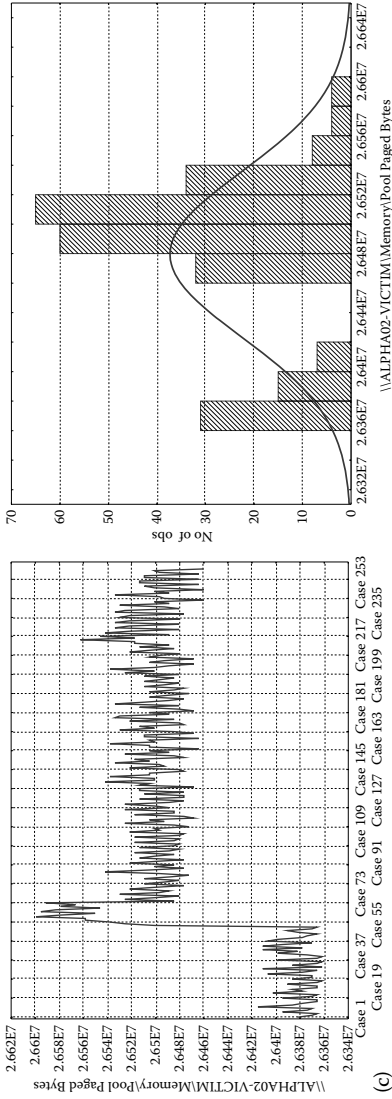 \\ALPHA02-VICTIM\Memory\Pool Paged Bytes
2.662E7
2.66E7
2.658E7
2.656E7
2.654E7
2.652E7
2.65E7
2.648E7
2.646E7
2.644E7
2.642E7
2.64E7
2.638E7
2.636E7
2.634E7
Case 1 Case 37 Case 73 Case 109 Case 145 Case 181 Case 217 Case 253
Case 19 Case 55 Case 91 Case 127 Case 163 Case 199 Case 235
(c)
No of obs
70
60
50
40
30
20
10
0
2.632E7 2.636E7 2.64E7 2.644E7 2.648E7 2.652E7 2.656E7 2.66E7 2.664E7
\\ALPHA02-VICTIM\Memory\Pool Paged Bytes